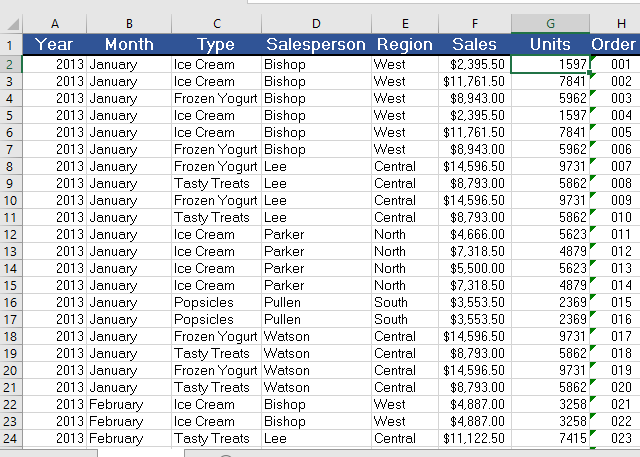 A B C D E F G H
1 Year Month Type Salesperson Region Sales Units Order
2 2013 January Ice Cream Bishop West $2,395.50 1597 001
3 2013 January Ice Cream Bishop West $11,761.50 7841 002
4 2013 January Frozen Yogurt Bishop West $8,943.00 5962 003
5 2013 January Ice Cream Bishop West $2,395.50 1597 004
6 2013 January Ice Cream Bishop West $11,761.50 7841 005
7 2013 January Frozen Yogurt Bishop West $8,943.00 5962 006
8 2013 January Frozen Yogurt Lee Central $14,596.50 9731 007
9 2013 January Tasty Treats Lee Central $8,793.00 5862 008
10 2013 January Frozen Yogurt Lee Central $14,596.50 9731 009
11 2013 January Tasty Treats Lee Central $8,793.00 5862 010
12 2013 January Ice Cream Parker North $4,666.00 5623 011
13 2013 January Ice Cream Parker North $7,318.50 4879 012
14 2013 January Ice Cream Parker North $5,500.00 5623 013
15 2013 January Ice Cream Parker North $7,318.50 4879 014
16 2013 January Popsicles Pullen South $3,553.50 2369 015
17 2013 January Popsicles Pullen South $3,553.50 2369 016
18 2013 January Frozen Yogurt Watson Central $14,596.50 9731 017
19 2013 January Tasty Treats Watson Central $8,793.00 5862 018
20 2013 January Frozen Yogurt Watson Central $14,596.50 9731 019
21 2013 January Tasty Treats Watson Central $8,793.00 5862 020
22 2013 February Ice Cream Bishop West $4,887.00 3258 021
23 2013 February Ice Cream Bishop West $4,887.00 3258 022
24 2013 February Tasty Treats Lee Central $11,122.50 7415 023